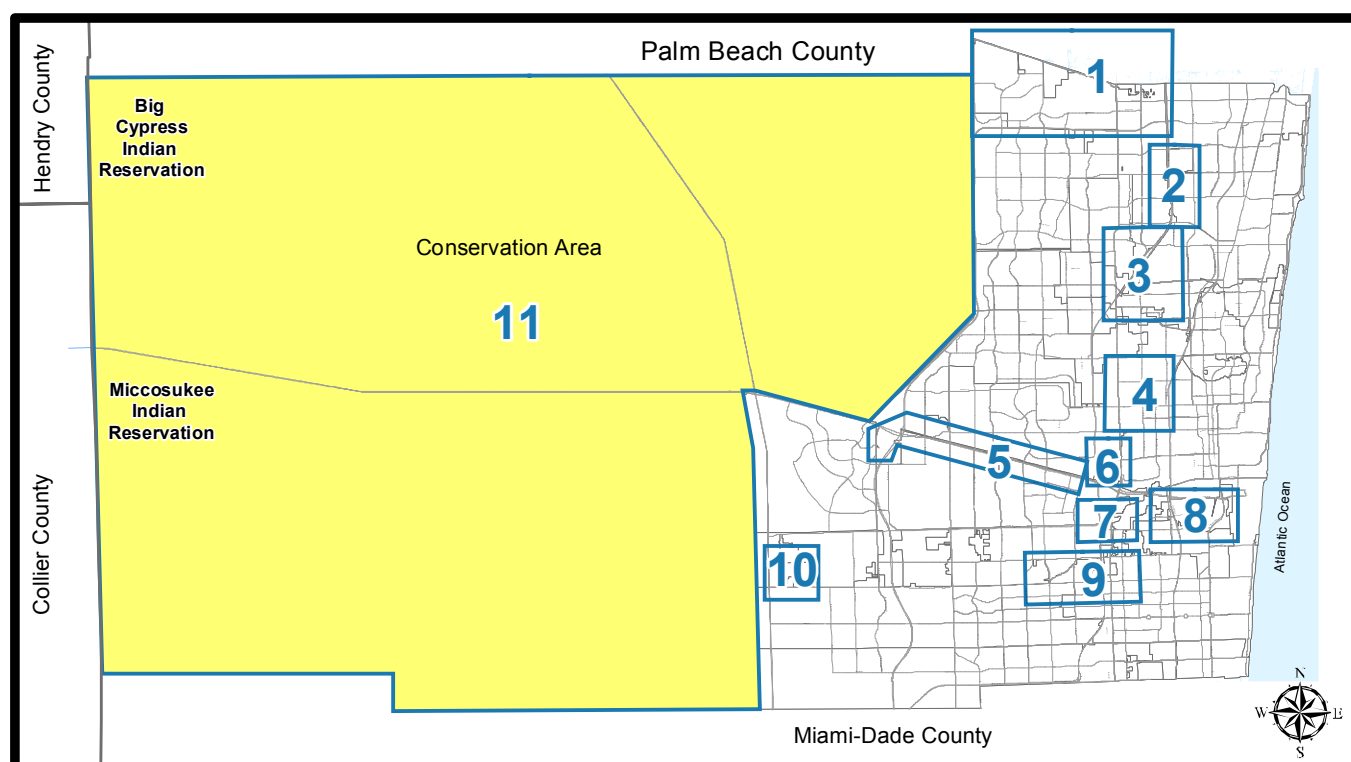 Palm Beach County
Hendry County
1
Big
Cypress
Indian
Reservation
2
Conservation Area
3
11
Miccosukee
Indian
Reservation
4
5
6
7
8
Atlantic Ocean
10
9
Collier County
Miami-Dade County
N
W
E
S